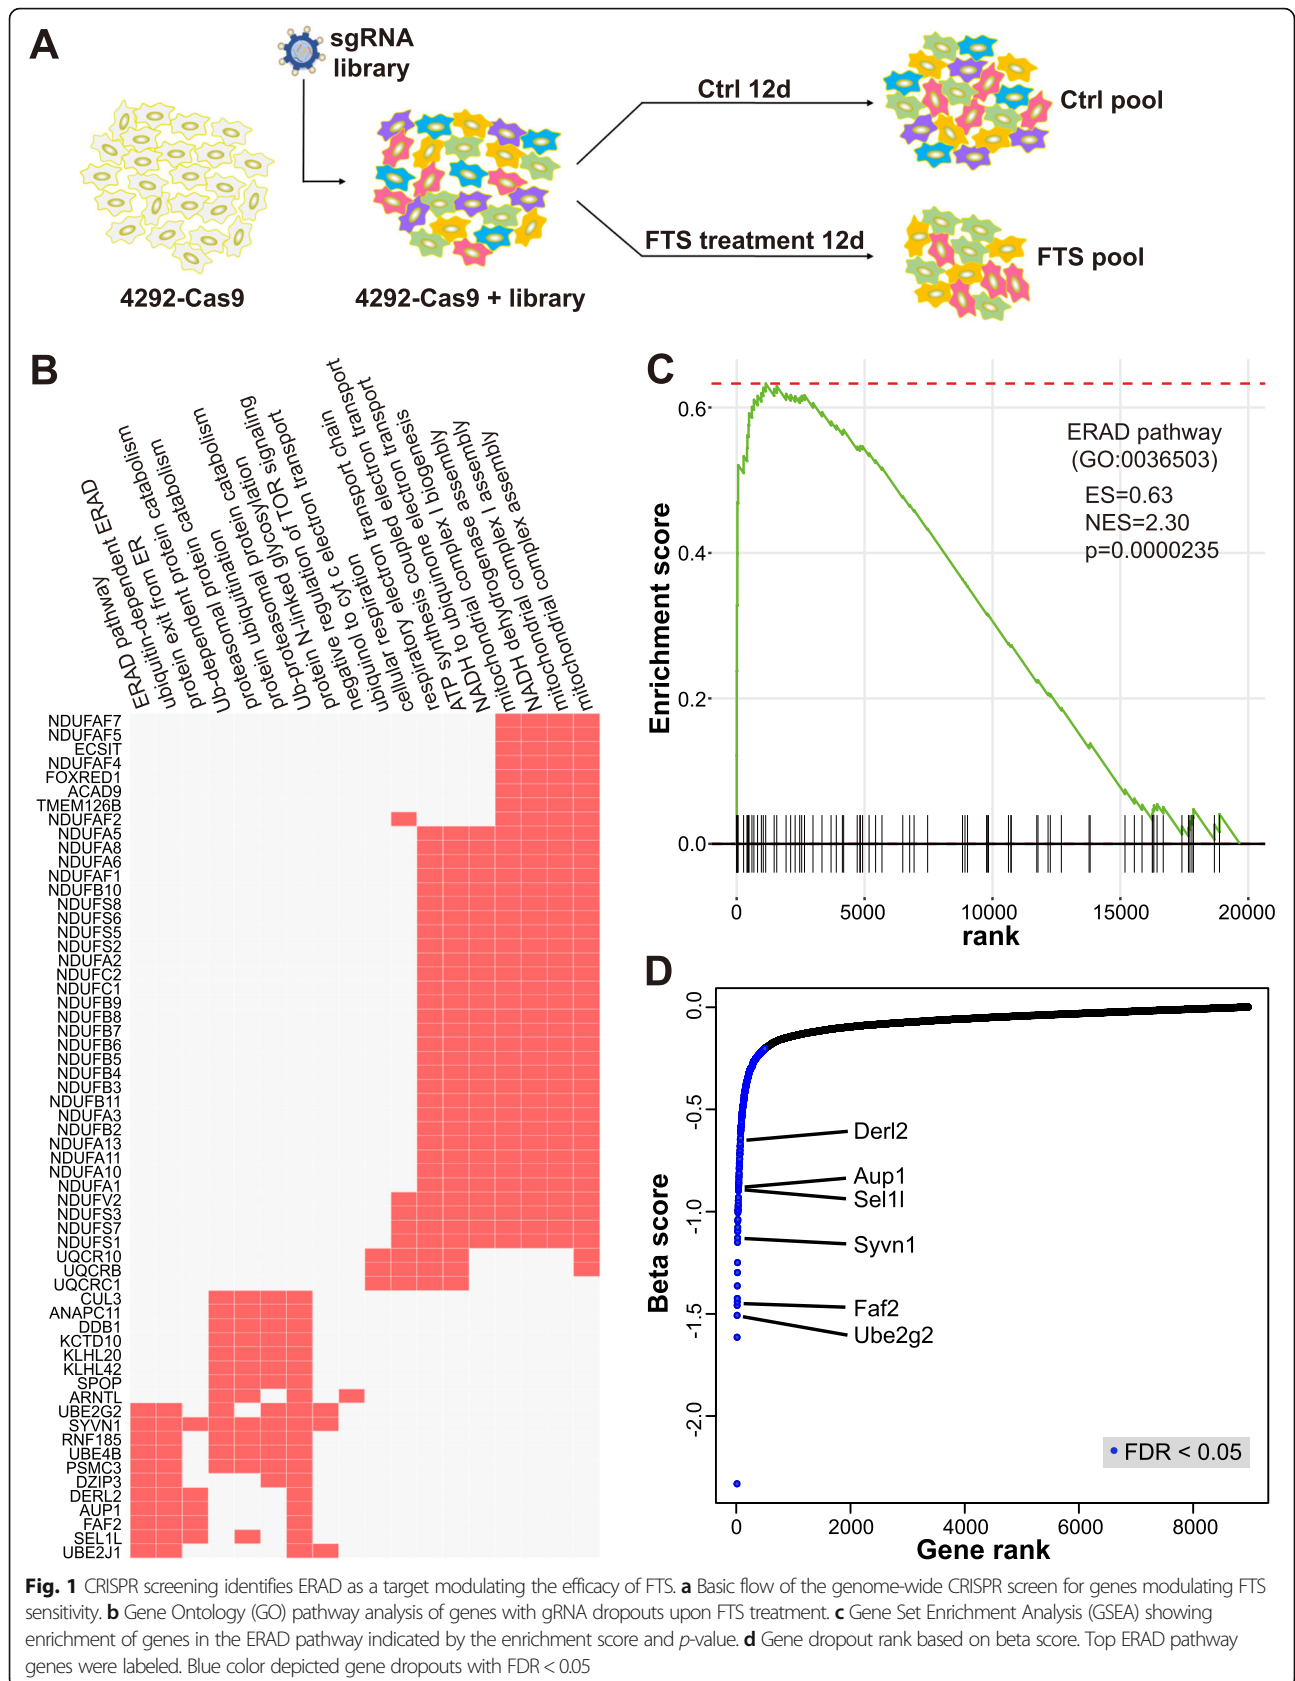 A
sgRNA
library
Ctrl 12d
Ctrl pool
FTS treatment 12d
FTS pool
4292-Cas9
4292-Cas9 + library
B
ERAD pathway
ubiquitin-dependent ERAD
protein exit from ER
Ub-dependent protein catabolism
proteasomal protein catabolism
protein ubiquitination
Ub-proteasomal protein catabolism
protein N-linked glycosylation
negative regulation of TOR signaling
ubiquinol to cyt c electron transport
cellular respiration
respiratory electron transport chain
ATP synthesis coupled electron transport
NADH to ubiquinone electron transport
mitochondrial complex I biogenesis
NADH dehydrogenase assembly
mitochondrial complex I assembly
mitochondrial complex assembly
NDUFAF7
NDUFAF5
ECSIT
NDUFAF4
FOXRED1
ACAD9
TMEM126B
NDUFAF2
NDUFA5
NDUFA8
NDUFA6
NDUFAF1
NDUFB10
NDUFS8
NDUFS6
NDUFS5
NDUFS2
NDUFA2
NDUFC2
NDUFC1
NDUFB9
NDUFB8
NDUFB7
NDUFB6
NDUFB5
NDUFB4
NDUFB3
NDUFB11
NDUFA3
NDUFB2
NDUFA13
NDUFA11
NDUFA10
NDUFA1
NDUFV2
NDUFS3
NDUFS7
NDUFS1
UQCR10
UQCRB
UQCRC1
CUL3
ANAPC11
DDB1
KCTD10
KLHL20
KLHL42
SPOP
ARNTL
UBE2G2
SYVN1
RNF185
UBE4B
PSMC3
DZIP3
DERL2
AUP1
FAF2
SEL1L
UBE2J1
C
Enrichment score
0.6
0.4
0.2
0.0
ERAD pathway
(GO:0036503)
ES=0.63
NES=2.30
p=0.0000235
0 5000 10000 15000 20000
rank
D
Beta score
0.0
-0.5
-1.0
-1.5
-2.0
Derl2
Aup1
Sel1l
Syvn1
Faf2
Ube2g2
FDR < 0.05
0 2000 4000 6000 8000
Gene rank
Fig. 1 CRISPR screening identifies ERAD as a target modulating the efficacy of FTS. a Basic flow of the genome-wide CRISPR screen for genes modulating FTS
sensitivity. b Gene Ontology (GO) pathway analysis of genes with gRNA dropouts upon FTS treatment. c Gene Set Enrichment Analysis (GSEA) showing
enrichment of genes in the ERAD pathway indicated by the enrichment score and p-value. d Gene dropout rank based on beta score. Top ERAD pathway
genes were labeled. Blue color depicted gene dropouts with FDR < 0.05